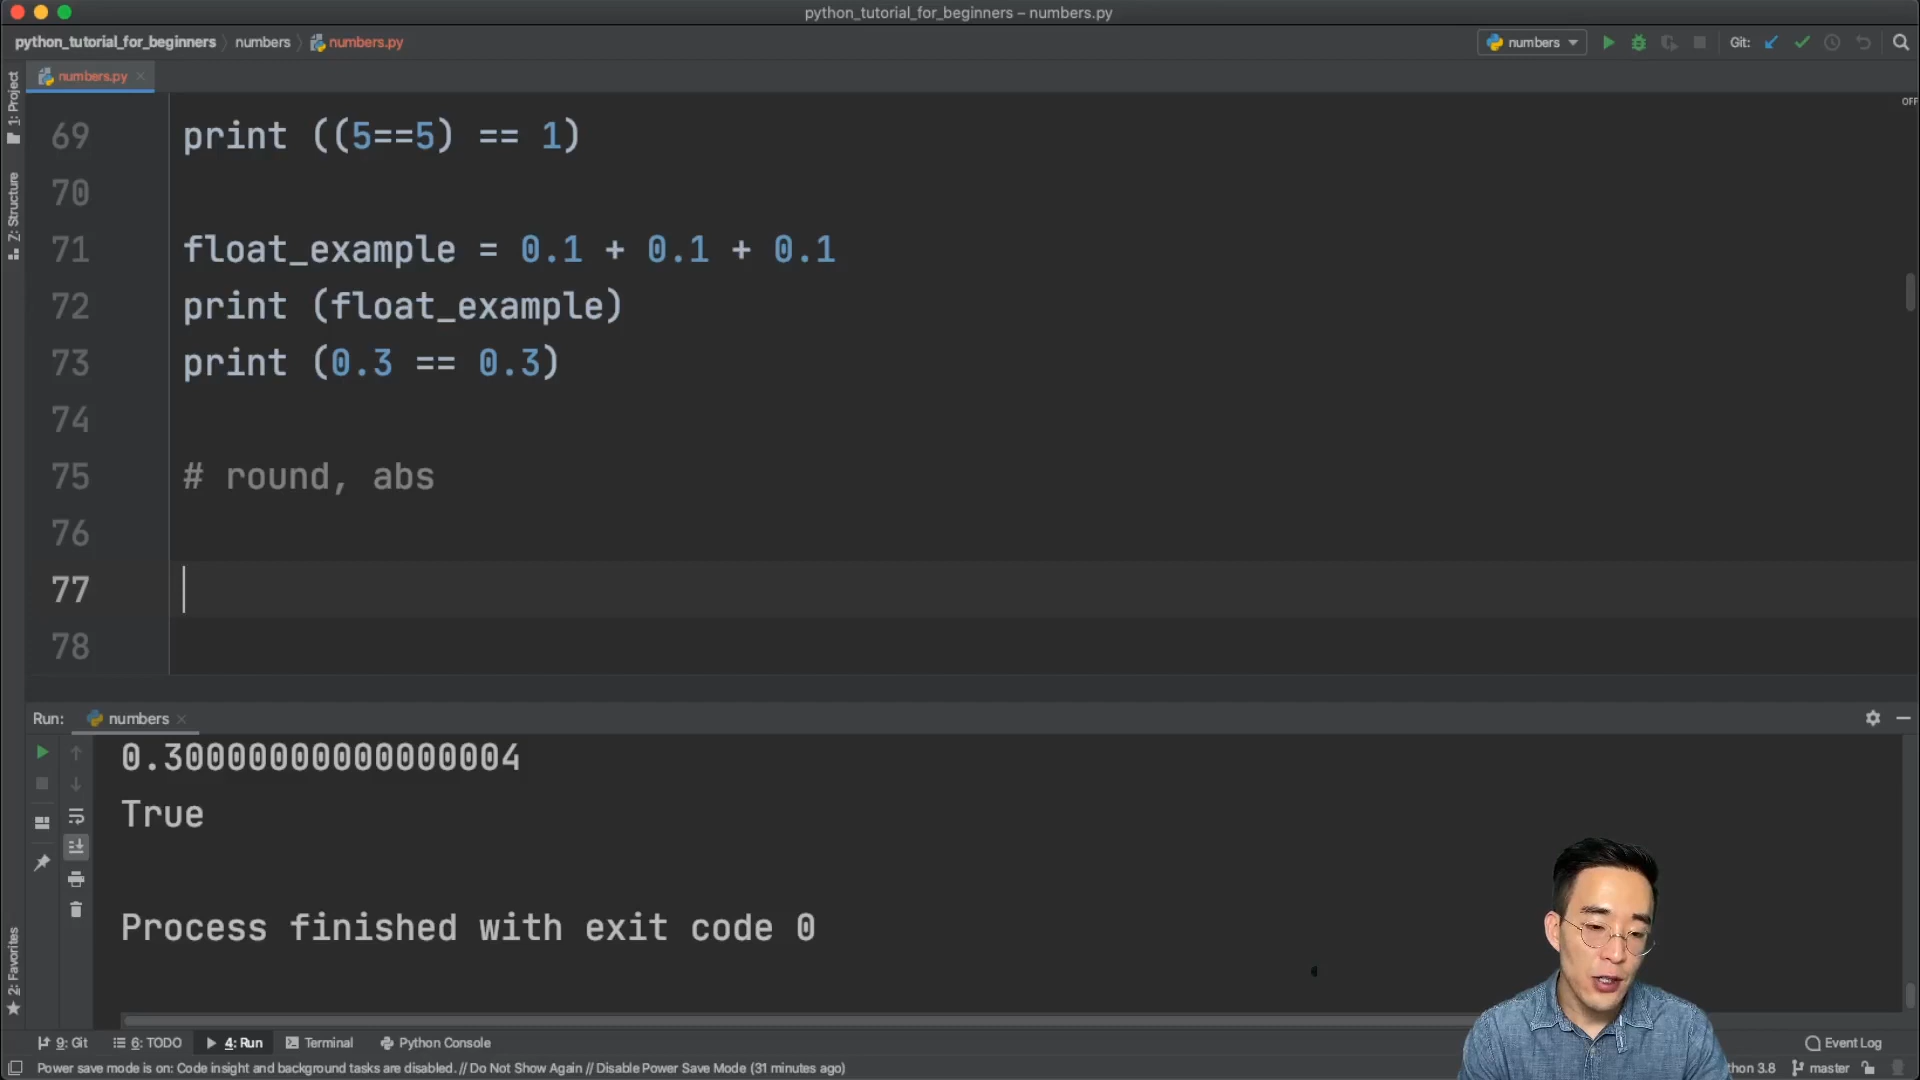 python_tutorial_for_beginners – numbers.py
python_tutorial_for_beginners numbers numbers.py
numbers Git:
1: Project
numbers.py
OFF
69 print ((5==5) == 1)
70
71 float_example = 0.1 + 0.1 + 0.1
72 print (float_example)
73 print (0.3 == 0.3)
74
75 # round, abs
76
77
78
Z: Structure
Run: numbers
0.30000000000000004
True
Process finished with exit code 0
2: Favorites
9: Git 6: TODO 4: Run Terminal Python Console Event Log
Power save mode is on: Code insight and background tasks are disabled. // Do Not Show Again // Disable Power Save Mode (31 minutes ago) thon 3.8 master